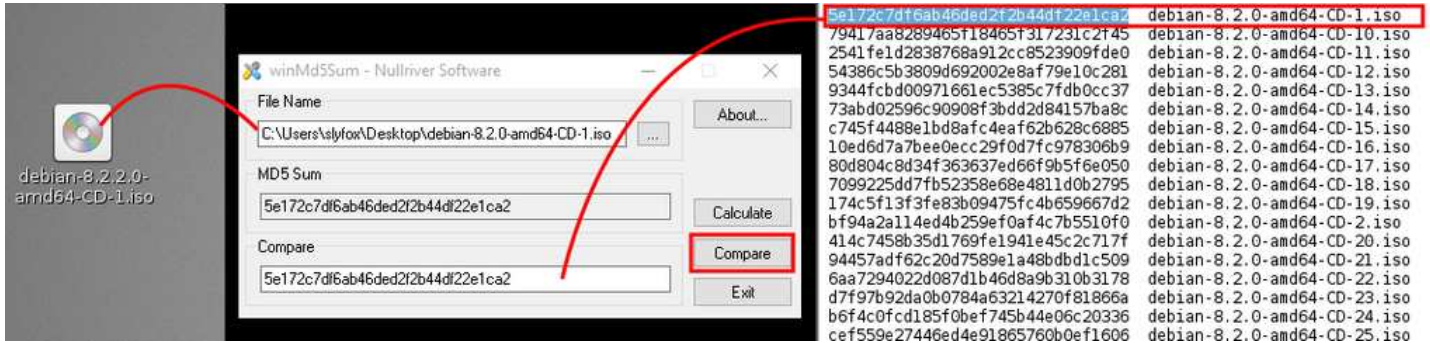 debian-8.2.2.0-
amd64-CD-1.iso
winMd5Sum - Nullriver Software
File Name
C:\Users\slyfox\Desktop\debian-8.2.0-amd64-CD-1.iso
...
About...
MD5 Sum
5e172c7df6ab46ded2f2b44df22e1ca2
Calculate
Compare
Compare
5e172c7df6ab46ded2f2b44df22e1ca2
Exit
5e172c7df6ab46ded2f2b44df22e1ca2 debian-8.2.0-amd64-CD-1.iso
79417aa8289465f18465f317231c2f45 debian-8.2.0-amd64-CD-10.iso
2541fe1d2838768a912cc8523909fde0 debian-8.2.0-amd64-CD-11.iso
54386c5b3809d692002e8af79e10c281 debian-8.2.0-amd64-CD-12.iso
9344fcbd00971661ec5385c7fdb0cc37 debian-8.2.0-amd64-CD-13.iso
73abd02596c90908f3bdd2d84157ba8c debian-8.2.0-amd64-CD-14.iso
c745f4488e1bd8afc4eaf62b628c6885 debian-8.2.0-amd64-CD-15.iso
10ed6d7a7bee0ecc29f0d7fc978306b9 debian-8.2.0-amd64-CD-16.iso
80d804c8d34f363637ed66f9b5f6e050 debian-8.2.0-amd64-CD-17.iso
7099225dd7fb52358e68e4811d0b2795 debian-8.2.0-amd64-CD-18.iso
174c5f13f3fe83b09475fc4b659667d2 debian-8.2.0-amd64-CD-19.iso
bf94a2a114ed4b259ef0af4c7b5510f0 debian-8.2.0-amd64-CD-2.iso
414c7458b35d1769fe1941e45c2c717f debian-8.2.0-amd64-CD-20.iso
94457adf62c20d7589e1a48bdbd1c509 debian-8.2.0-amd64-CD-21.iso
6aa7294022d087d1b46d8a9b310b3178 debian-8.2.0-amd64-CD-22.iso
d7f97b92da0b0784a63214270f81866a debian-8.2.0-amd64-CD-23.iso
b6f4c0fcd185f0bef745b44e06c20336 debian-8.2.0-amd64-CD-24.iso
cef559e27446ed4e91865760b0ef1606 debian-8.2.0-amd64-CD-25.iso